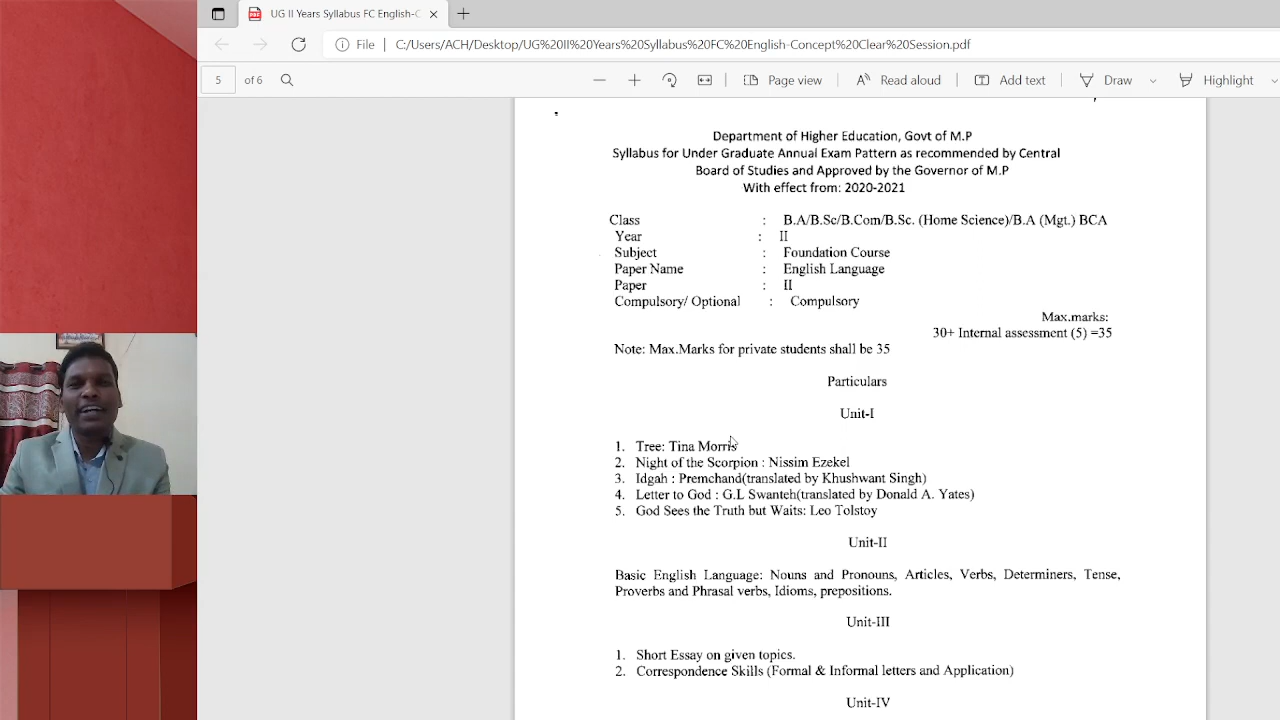 UG II Years Syllabus FC English-C
File C:/Users/ACH/Desktop/UG%20II%20Years%20Syllabus%20FC%20English-Concept%20Clear%20Session.pdf
5 of 6 Page view Read aloud Add text Draw Highlight
Department of Higher Education, Govt of M.P
Syllabus for Under Graduate Annual Exam Pattern as recommended by Central
Board of Studies and Approved by the Governor of M.P
With effect from: 2020-2021
Class : B.A/B.Sc/B.Com/B.Sc. (Home Science)/B.A (Mgt.) BCA
Year : II
Subject : Foundation Course
Paper Name : English Language
Paper : II
Compulsory/ Optional : Compulsory
Max.marks:
30+ Internal assessment (5) =35
Note: Max.Marks for private students shall be 35
Particulars
Unit-I
1. Tree: Tina Morris
2. Night of the Scorpion : Nissim Ezekel
3. Idgah : Premchand(translated by Khushwant Singh)
4. Letter to God : G.L Swanteh(translated by Donald A. Yates)
5. God Sees the Truth but Waits: Leo Tolstoy
Unit-II
Basic English Language: Nouns and Pronouns, Articles, Verbs, Determiners, Tense,
Proverbs and Phrasal verbs, Idioms, prepositions.
Unit-III
1. Short Essay on given topics.
2. Correspondence Skills (Formal & Informal letters and Application)
Unit-IV